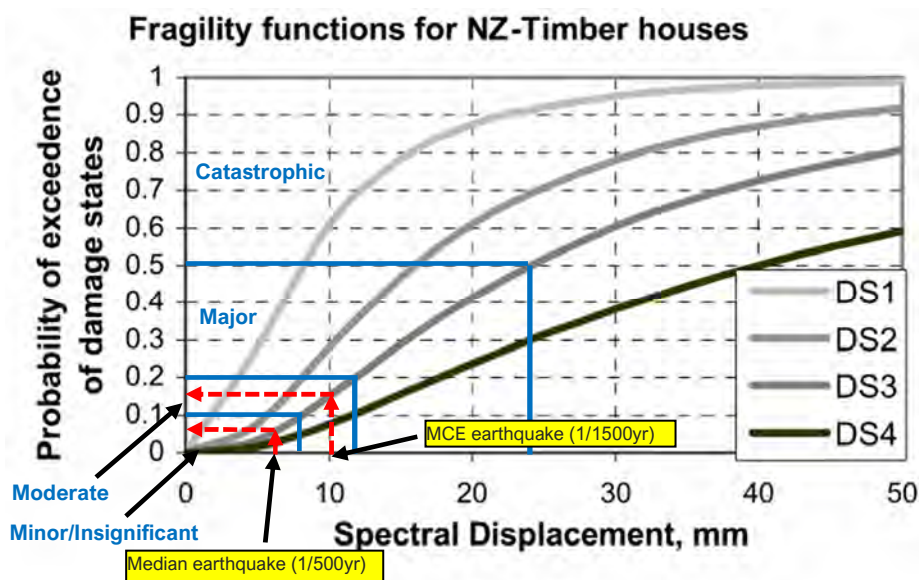 Fragility functions for NZ-Timber houses
Probability of exceedence
of damage states
1
0.9
0.8
0.7
0.6
0.5
0.4
0.3
0.2
0.1
0
Catastrophic
Major
Moderate
Minor/Insignificant
MCE earthquake (1/1500yr)
Median earthquake (1/500yr)
DS1
DS2
DS3
DS4
0 10 20 30 40 50
Spectral Displacement, mm